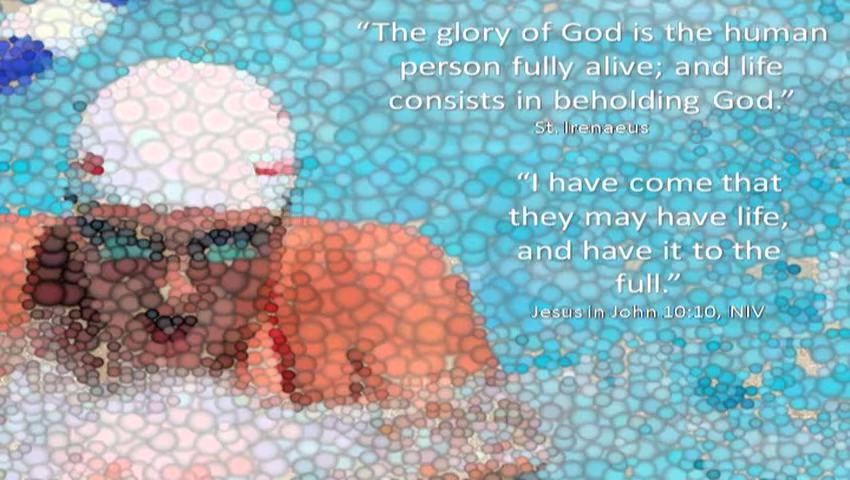 “The glory of God is the human
person fully alive; and life
consists in beholding God.”
St. Irenaeus
“I have come that
they may have life,
and have it to the
full.”
Jesus in John 10:10, NIV